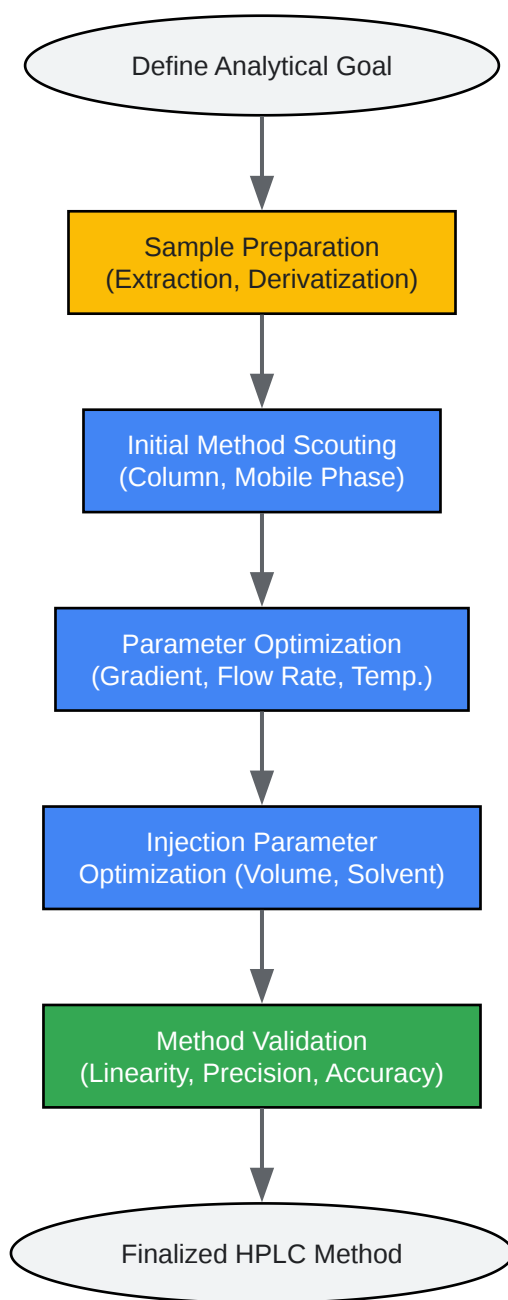 Define Analytical Goal
Sample Preparation
(Extraction, Derivatization)
Initial Method Scouting
(Column, Mobile Phase)
Parameter Optimization
(Gradient, Flow Rate, Temp.)
Injection Parameter
Optimization (Volume, Solvent)
Method Validation
(Linearity, Precision, Accuracy)
Finalized HPLC Method